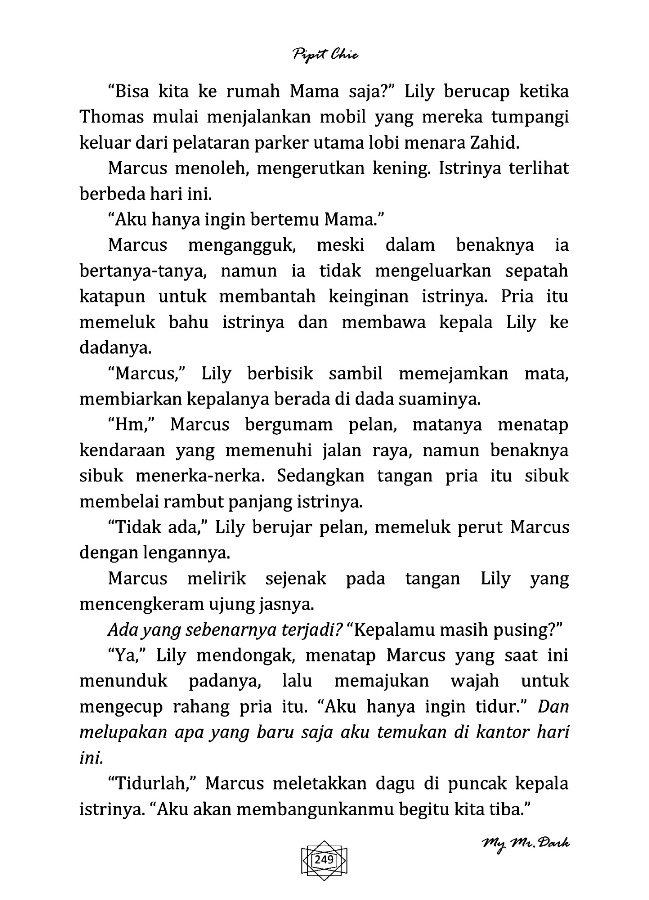 Pipit Chie
“Bisa kita ke rumah Mama saja?” Lily berucap ketika
Thomas mulai menjalankan mobil yang mereka tumpangi
keluar dari pelataran parker utama lobi menara Zahid.
Marcus menoleh, mengerutkan kening. Istrinya terlihat
berbeda hari ini.
“Aku hanya ingin bertemu Mama.”
Marcus mengangguk, meski dalam benaknya ia
bertanya-tanya, namun ia tidak mengeluarkan sepatah
katapun untuk membantah keinginan istrinya. Pria itu
memeluk bahu istrinya dan membawa kepala Lily ke
dadanya.
“Marcus,” Lily berbisik sambil memejamkan mata,
membiarkan kepalanya berada di dada suaminya.
“Hm,” Marcus bergumam pelan, matanya menatap
kendaraan yang memenuhi jalan raya, namun benaknya
sibuk menerka-nerka. Sedangkan tangan pria itu sibuk
membelai rambut panjang istrinya.
“Tidak ada,” Lily berujar pelan, memeluk perut Marcus
dengan lengannya.
Marcus melirik sejenak pada tangan Lily yang
mencengkeram ujung jasnya.
Ada yang sebenarnya terjadi? “Kepalamu masih pusing?”
“Ya,” Lily mendongak, menatap Marcus yang saat ini
menunduk padanya, lalu memajukan wajah untuk
mengecup rahang pria itu. “Aku hanya ingin tidur.” Dan
melupakan apa yang baru saja aku temukan di kantor hari
ini.
“Tidurlah,” Marcus meletakkan dagu di puncak kepala
istrinya. “Aku akan membangunkanmu begitu kita tiba.”
My Mr. Dark
249